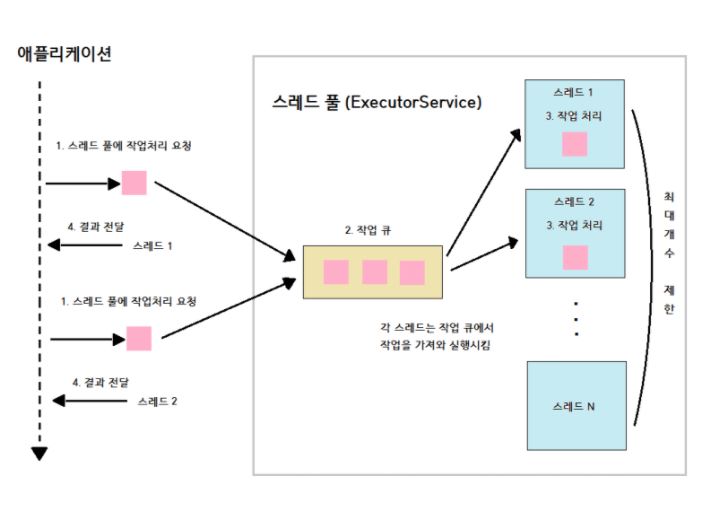 애플리케이션
1. 스레드 풀에 작업처리 요청
4. 결과 전달
스레드 1
1. 스레드 풀에 작업처리 요청
4. 결과 전달
스레드 2
스레드 풀 (ExecutorService)
2. 작업 큐
각 스레드는 작업 큐에서
작업을 가져와 실행시킴
스레드 1
3. 작업 처리
스레드 2
3. 작업 처리
스레드 N
최대개수 제한